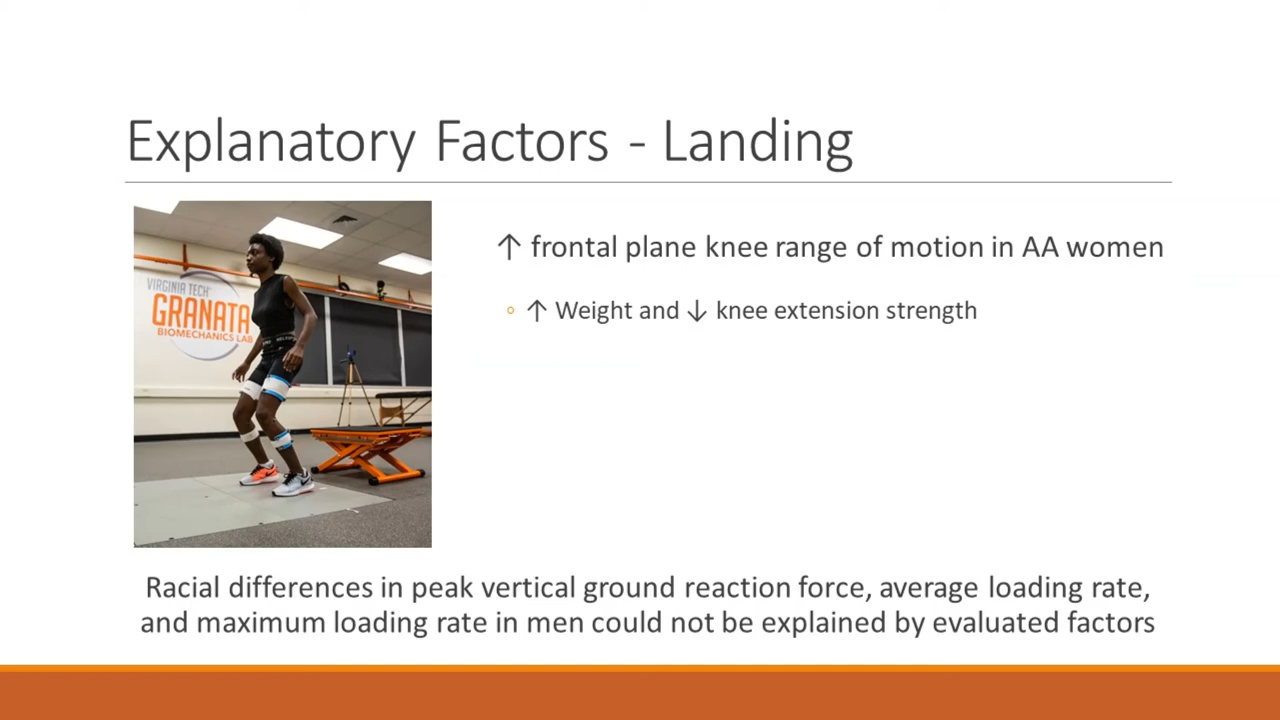 Explanatory Factors - Landing
VIRGINIA TECH
GRANATA
BIOMECHANICS LAB
↑ frontal plane knee range of motion in AA women
↑ Weight and ↓ knee extension strength
Racial differences in peak vertical ground reaction force, average loading rate,
and maximum loading rate in men could not be explained by evaluated factors